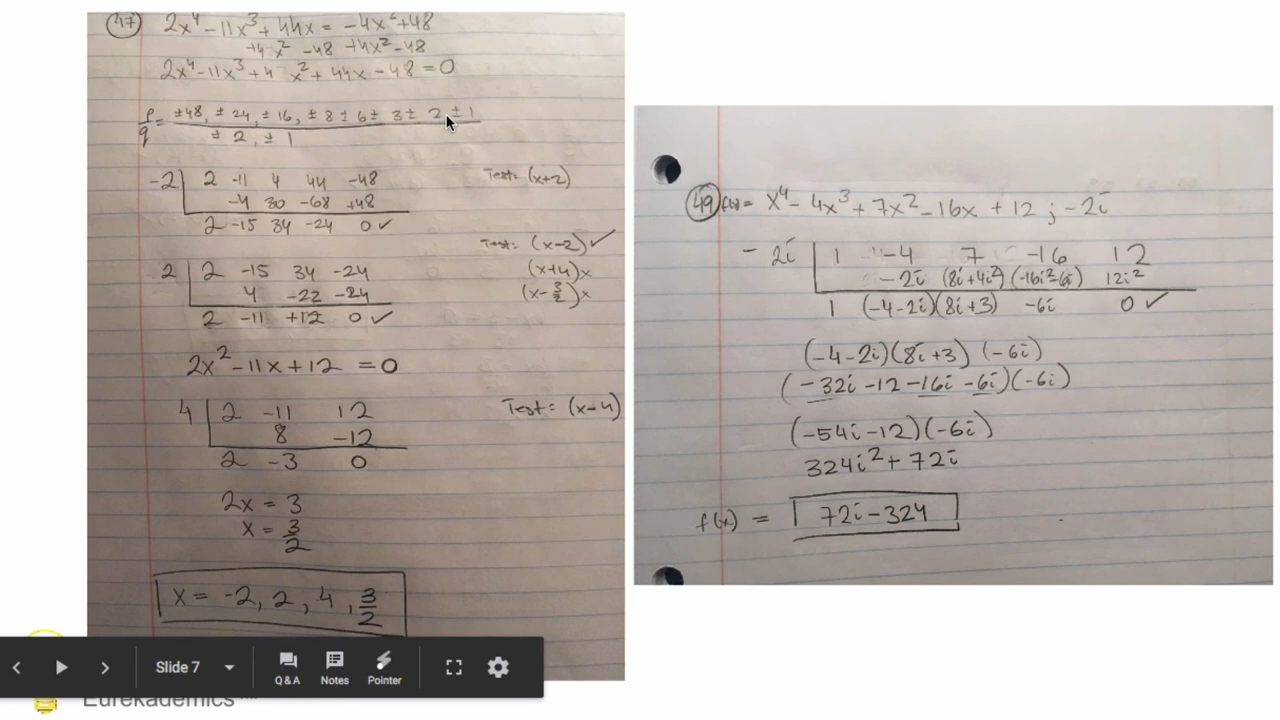 47 2x⁴ - 11x³ + 44x = -4x² + 48
+4x² -48 +4x² -48
2x⁴ - 11x³ + 4x² + 44x - 48 = 0
p/q = ±48, ±24, ±16, ±8 ±6 ± 3 ± 2, ±1
±2, ±1
-2 | 2 -11 4 44 -48 Test= (x+2)
-4 30 -68 +48
2 -15 34 -24 0 ✓
Test= (x-2) ✓
2 | 2 -15 34 -24 (x+4) x
4 -22 -24 (x - 3/2) x
2 -11 +12 0 ✓
2x² - 11x + 12 = 0
4 | 2 -11 12 Test= (x-4)
8 -12
2 -3 0
2x = 3
x = 3/2
x = -2, 2, 4, 3/2
49 f(x)= x⁴ - 4x³ + 7x² - 16x + 12 ; -2i
-2i | 1 -4 7 -16 12
-2i (8i+4i²) (-16i²-6i) 12i²
1 (-4-2i)(8i+3) -6i 0 ✓
(-4-2i)(8i+3) (-6i)
(-32i -12 -16i -6i)(-6i)
(-54i -12)(-6i)
324i² + 72i
f(x) = 72i - 324
Slide 7
Q & A Notes Pointer
Eurekademics